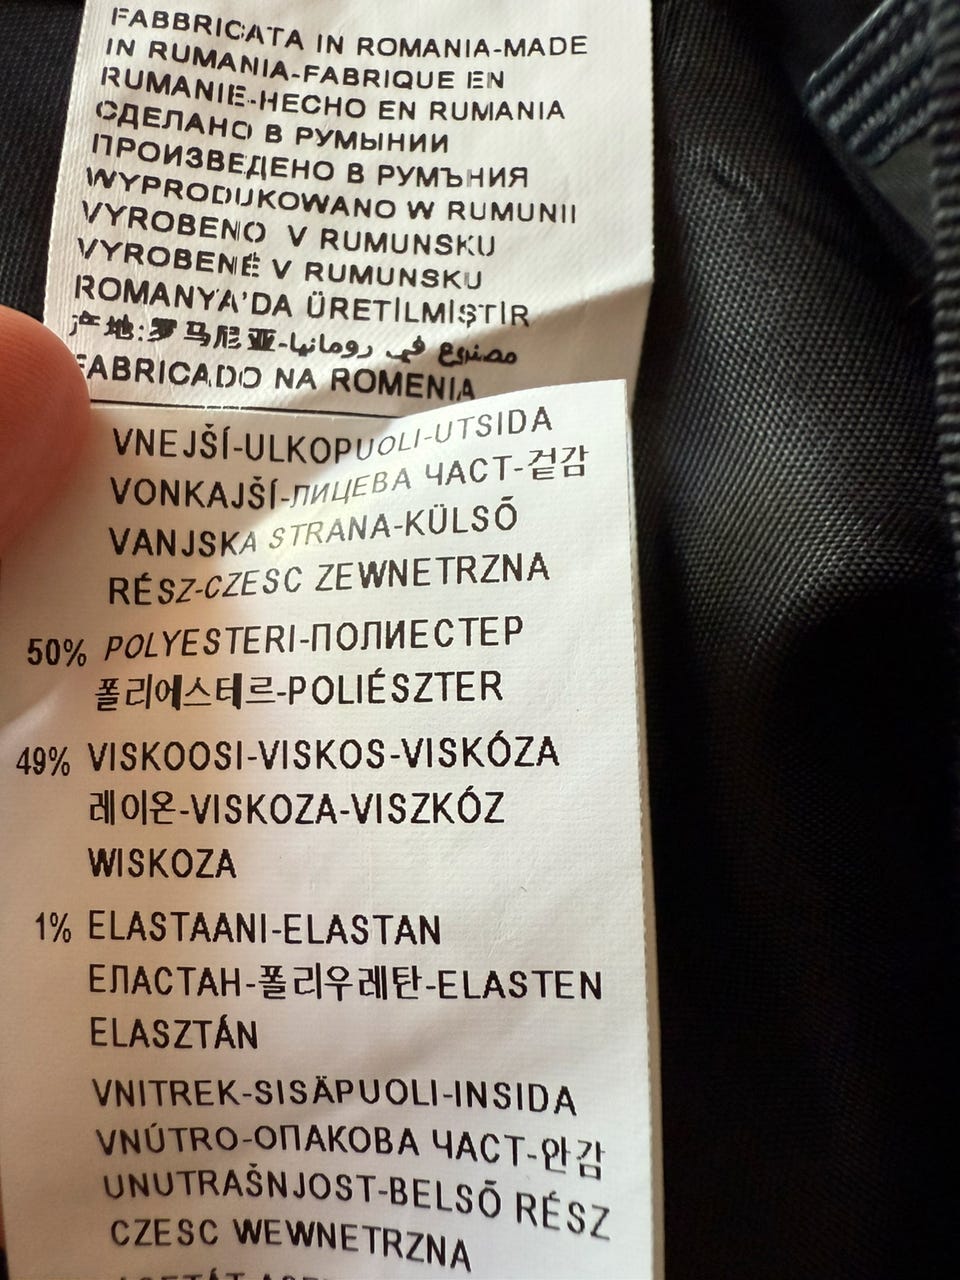 FABBRICATA IN ROMANIA-MADE
IN RUMANIA-FABRIQUE EN
RUMANIE-HECHO EN RUMANIA
СДЕЛАНО В РУМЫНИИ
ПРОИЗВЕДЕНО В РУМЪНИЯ
WYPRODUKOWANO W RUMUNII
VYROBENO V RUMUNSKU
VYROBENÉ V RUMUNSKU
ROMANYA'DA ÜRETİLMİŞTİR
产地:罗马尼亚-مصنوع في رومانيا
FABRICADO NA ROMENIA
VNEJŠÍ-ULKOPUOLI-UTSIDA
VONKAJŠÍ-ЛИЦЕВА ЧАСТ-겉감
VANJSKA STRANA-KÜLSÕ
RÉSZ-CZESC ZEWNETRZNA
50% POLYESTERI-ПОЛИЕСТЕР
폴리에스테르-POLIÉSZTER
49% VISKOOSI-VISKOS-VISKÓZA
레이온-VISKOZA-VISZKÓZ
WISKOZA
1% ELASTAANI-ELASTAN
ЕЛАСТАН-폴리우레탄-ELASTEN
ELASZTÁN
VNITREK-SISÄPUOLI-INSIDA
VNÚTRO-ОПАКОВА ЧАСТ-안감
UNUTRAŠNJOST-BELSÕ RÉSZ
CZESC WEWNETRZNA